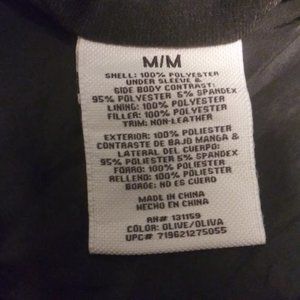 M/M
SHELL: 100% POLYESTER
UNDER SLEEVE &
SIDE BODY CONTRAST:
95% POLYESTER 5% SPANDEX
LINING: 100% POLYESTER
FILLER: 100% POLYESTER
TRIM: NON-LEATHER
EXTERIOR: 100% POLIESTER
CONTRASTE DE BAJO MANGA &
LATERAL DEL CUERPO:
95% POLIESTER 5% SPANDEX
FORRO: 100% POLIESTER
RELLENO: 100% POLIESTER
BORDE: NO ES CUERO
MADE IN CHINA
HECHO EN CHINA
RN# 131159
COLOR: OLIVE/OLIVA
UPC# 719621275055